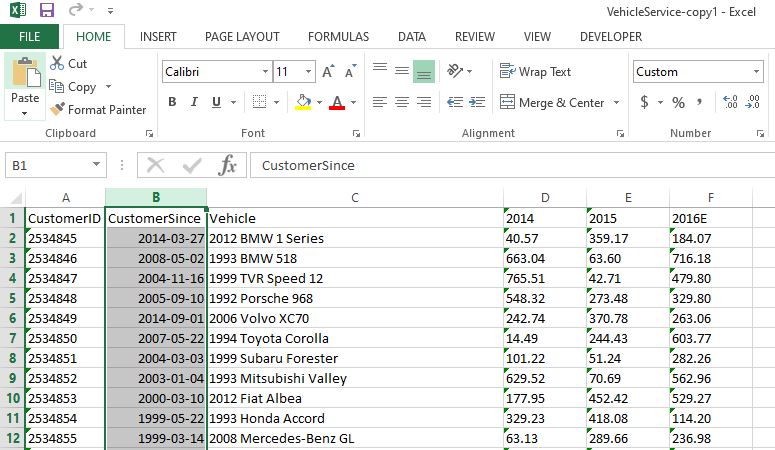 VehicleService-copy1 - Excel
FILE HOME INSERT PAGE LAYOUT FORMULAS DATA REVIEW VIEW DEVELOPER
Paste
Cut
Copy
Format Painter
Clipboard
Calibri 11 A A
B I U A
Font
Wrap Text
Merge & Center
Alignment
Custom
$ % , .0 .00 .00 .0
Number
B1 fx CustomerSince
A B C D E F
1 CustomerID CustomerSince Vehicle 2014 2015 2016E
2 2534845 2014-03-27 2012 BMW 1 Series 40.57 359.17 184.07
3 2534846 2008-05-02 1993 BMW 518 663.04 63.60 716.18
4 2534847 2004-11-16 1999 TVR Speed 12 765.51 42.71 479.80
5 2534848 2005-09-10 1992 Porsche 968 548.32 273.48 329.80
6 2534849 2014-09-01 2006 Volvo XC70 242.74 370.78 263.06
7 2534850 2007-05-22 1994 Toyota Corolla 14.49 244.43 603.77
8 2534851 2004-03-03 1999 Subaru Forester 101.22 51.24 282.26
9 2534852 2003-01-04 1993 Mitsubishi Valley 629.52 70.69 562.96
10 2534853 2000-03-10 2012 Fiat Albea 177.95 452.42 529.27
11 2534854 1999-05-22 1993 Honda Accord 329.23 418.08 114.20
12 2534855 1999-03-14 2008 Mercedes-Benz GL 63.13 289.66 236.98